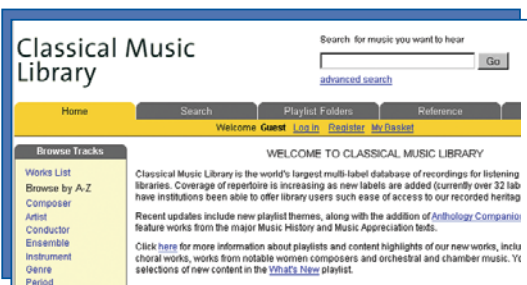 Classical Music
Library
Search for music you want to hear
Go
advanced search
Home
Search
Playlist Folders
Reference
Welcome Guest Log in Register My Basket
Browse Tracks
Works List
Browse by A-Z
Composer
Artist
Conductor
Ensemble
Instrument
Genre
Period
WELCOME TO CLASSICAL MUSIC LIBRARY
Classical Music Library is the world's largest multi-label database of recordings for listening
libraries. Coverage of repertoire is increasing as new labels are added (currently over 32 lab
have institutions been able to offer library users such ease of access to our recorded heritag
Recent updates include new playlist themes, along with the addition of Anthology Companion
feature works from the major Music History and Music Appreciation texts.
Click here for more information about playlists and content highlights of our new works, inclu
choral works, works from notable women composers and orchestral and chamber music. Yo
selections of new content in the What's New playlist.